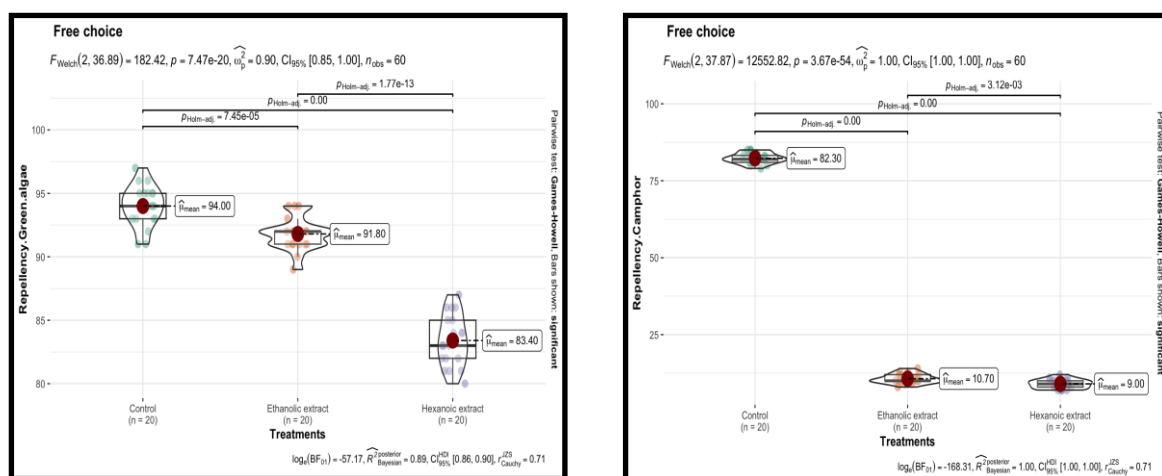 Free choice
F_Welch(2, 36.89) = 182.42, p = 7.47e-20, ω̂²_p = 0.90, CI_95% [0.85, 1.00], n_obs = 60
p_Holm-adj. = 1.77e-13
p_Holm-adj. = 0.00
p_Holm-adj. = 7.45e-05
100
95
90
85
80
Repellency.Green.algae
μ̂_mean = 94.00
μ̂_mean = 91.80
μ̂_mean = 83.40
Pairwise test: Games-Howell, Bars shown: significant
Control
(n = 20)
Ethanolic extract
(n = 20)
Hexanoic extract
(n = 20)
Treatments
log_e(BF_01) = -57.17, R̂²_Bayesian^posterior = 0.89, CI_95%^HDI [0.86, 0.90], r_Cauchy^JZS = 0.71
Free choice
F_Welch(2, 37.87) = 12552.82, p = 3.67e-54, ω̂²_p = 1.00, CI_95% [1.00, 1.00], n_obs = 60
p_Holm-adj. = 3.12e-03
p_Holm-adj. = 0.00
p_Holm-adj. = 0.00
100
75
50
25
Repellency.Camphor
μ̂_mean = 82.30
μ̂_mean = 10.70
μ̂_mean = 9.00
Pairwise test: Games-Howell, Bars shown: significant
Control
(n = 20)
Ethanolic extract
(n = 20)
Hexanoic extract
(n = 20)
Treatments
log_e(BF_01) = -168.31, R̂²_Bayesian^posterior = 1.00, CI_95%^HDI [1.00, 1.00], r_Cauchy^JZS = 0.71